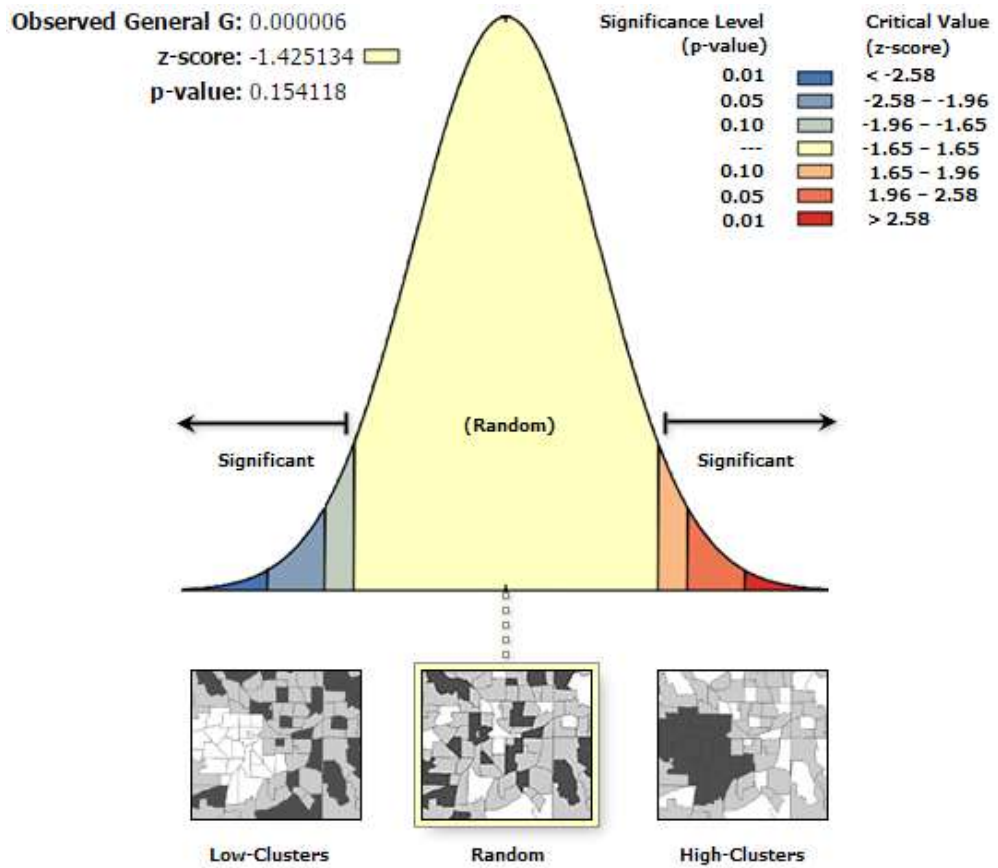 Observed General G: 0.000006
z-score: -1.425134
p-value: 0.154118
Significance Level
(p-value)
Critical Value
(z-score)
0.01 < -2.58
0.05 -2.58 – -1.96
0.10 -1.96 – -1.65
--- -1.65 – 1.65
0.10 1.65 – 1.96
0.05 1.96 – 2.58
0.01 > 2.58
(Random)
Significant
Significant
Low-Clusters
Random
High-Clusters